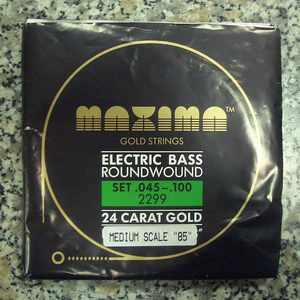 MAXIMA™
GOLD STRINGS
ELECTRIC BASS
ROUNDWOUND
SET .045–.100
2299
24 CARAT GOLD
MEDIUM SCALE "85"